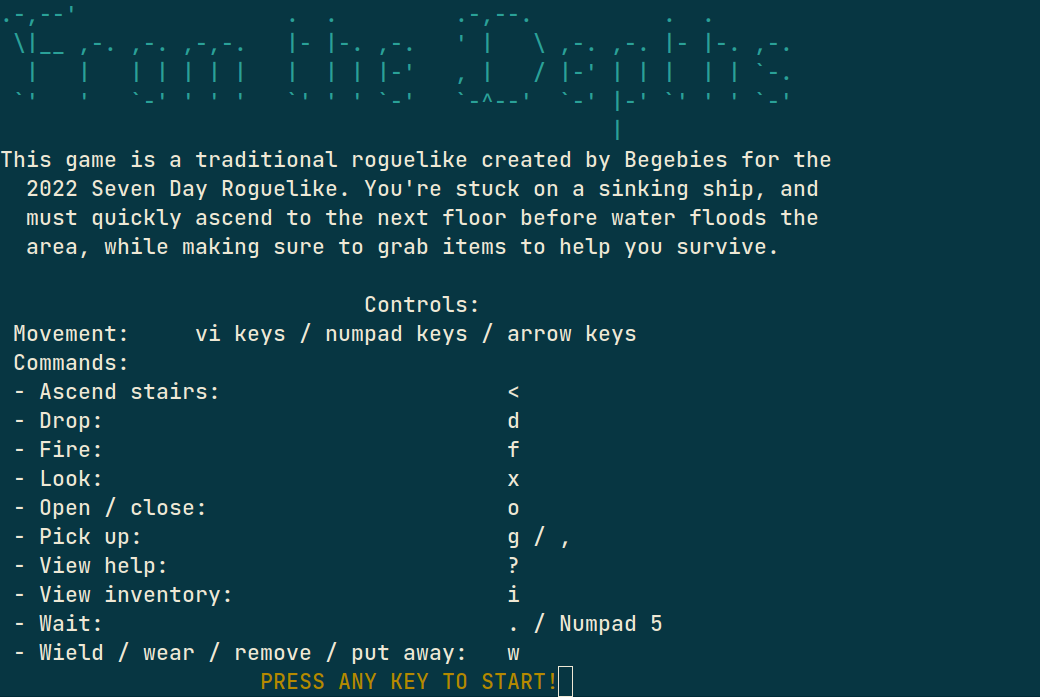 From the Depths
This game is a traditional roguelike created by Begebies for the
2022 Seven Day Roguelike. You're stuck on a sinking ship, and
must quickly ascend to the next floor before water floods the
area, while making sure to grab items to help you survive.
Controls:
Movement: vi keys / numpad keys / arrow keys
Commands:
- Ascend stairs: <
- Drop: d
- Fire: f
- Look: x
- Open / close: o
- Pick up: g / ,
- View help: ?
- View inventory: i
- Wait: . / Numpad 5
- Wield / wear / remove / put away: w
PRESS ANY KEY TO START!